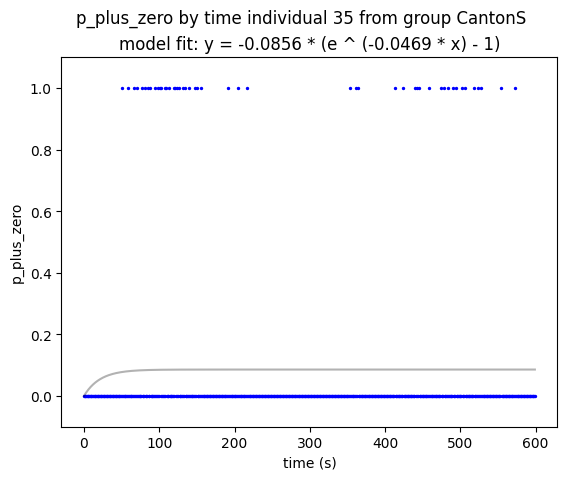 p_plus_zero by time individual 35 from group CantonS
model fit: y = -0.0856 * (e ^ (-0.0469 * x) - 1)
1.0
0.8
0.6
0.4
0.2
0.0
p_plus_zero
0 100 200 300 400 500 600
time (s)